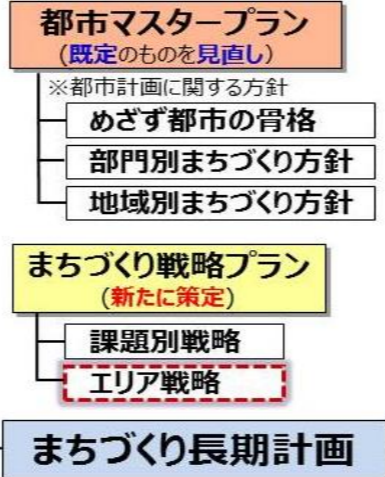 都市マスタープラン
(既定のものを見直し)
※都市計画に関する方針
めざず都市の骨格
部門別まちづくり方針
地域別まちづくり方針
まちづくり戦略プラン
(新たに策定)
課題別戦略
エリア戦略
まちづくり長期計画